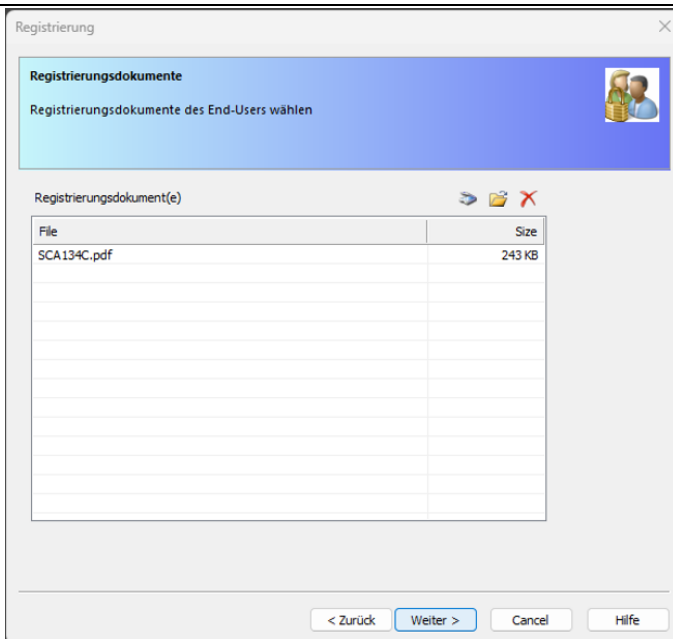 Registrierung
Registrierungsdokumente
Registrierungsdokumente des End-Users wählen
Registrierungsdokument(e)
File Size
SCA134C.pdf 243 KB
< Zurück Weiter > Cancel Hilfe